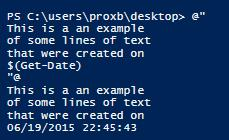 PS C:\users\proxb\desktop> @"
This is a an example
of some lines of text
that were created on
$(Get-Date)
"@
This is a an example
of some lines of text
that were created on
06/19/2015 22:45:43